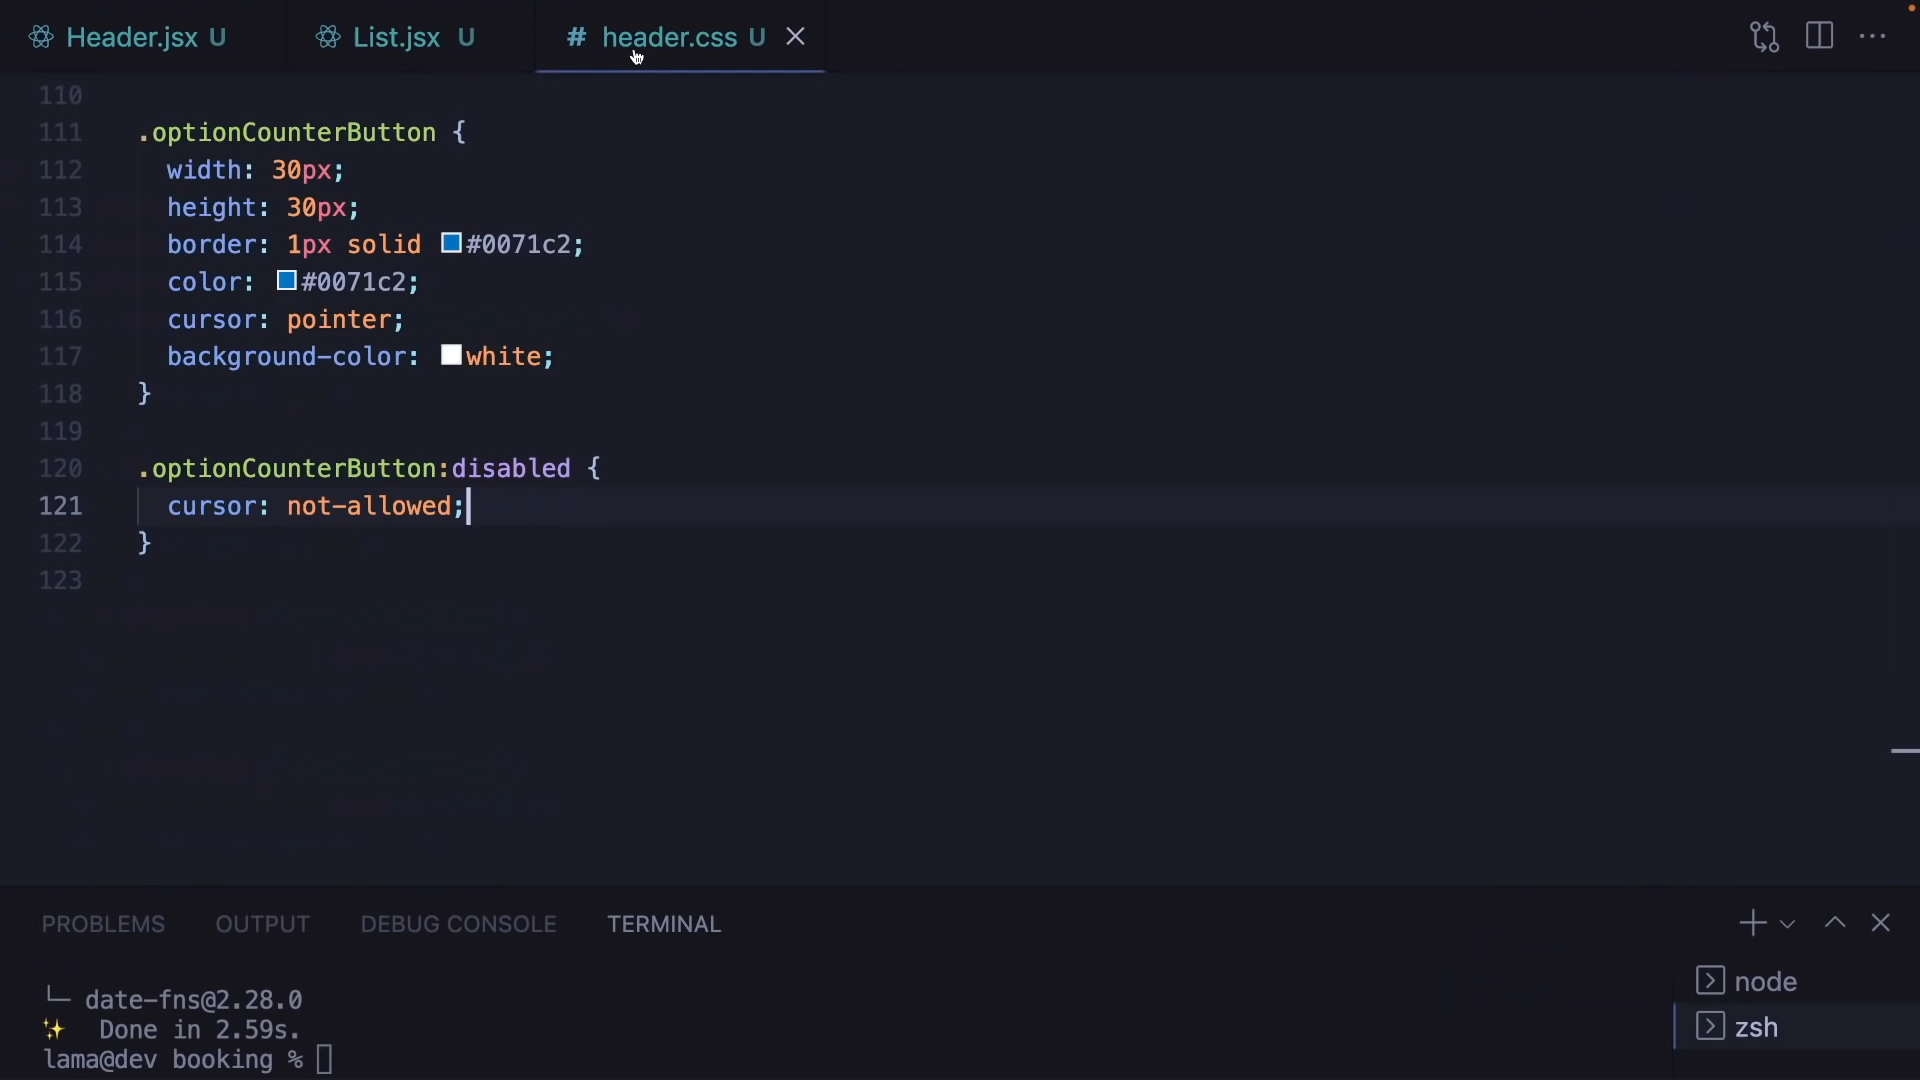 Header.jsx U List.jsx U # header.css U
110
111 .optionCounterButton {
112 width: 30px;
113 height: 30px;
114 border: 1px solid #0071c2;
115 color: #0071c2;
116 cursor: pointer;
117 background-color: white;
118 }
119
120 .optionCounterButton:disabled {
121 cursor: not-allowed;
122 }
123
PROBLEMS OUTPUT DEBUG CONSOLE TERMINAL
└─ date-fns@2.28.0
✨ Done in 2.59s.
lama@dev booking %
node
zsh